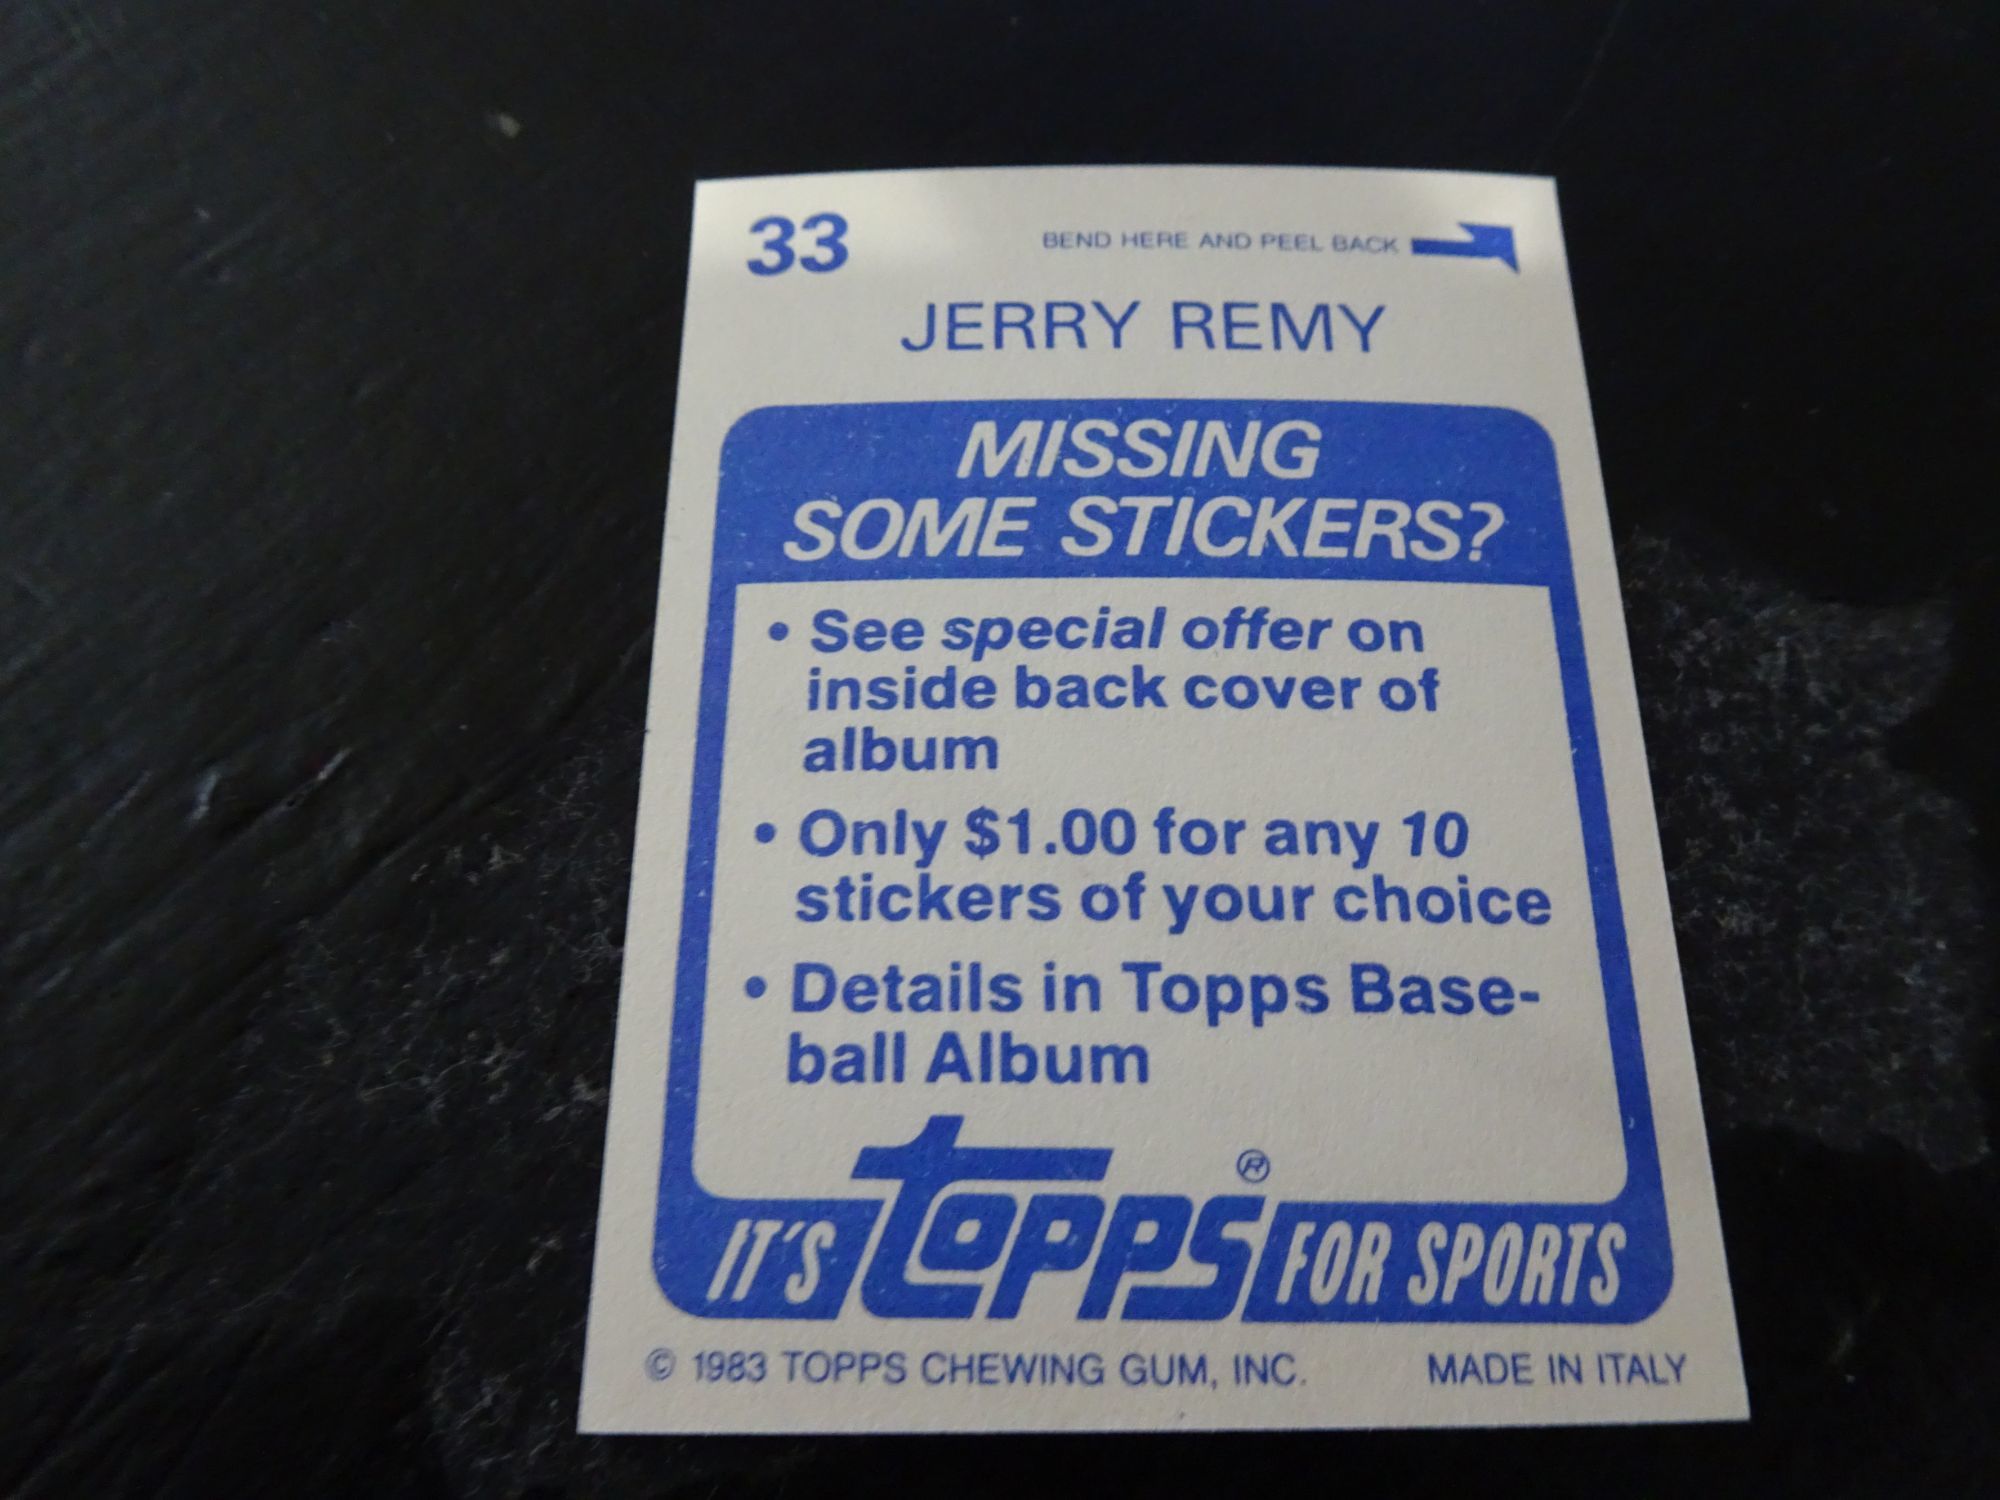 33
BEND HERE AND PEEL BACK
JERRY REMY
MISSING
SOME STICKERS?
• See special offer on
inside back cover of
album
• Only $1.00 for any 10
stickers of your choice
• Details in Topps Base-
ball Album
IT'S topps® FOR SPORTS
© 1983 TOPPS CHEWING GUM, INC. MADE IN ITALY